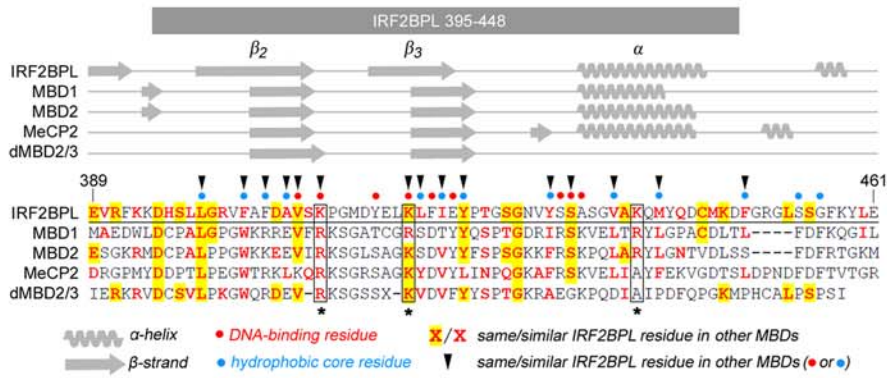 IRF2BPL 395-448
β2 β3 α
IRF2BPL
MBD1
MBD2
MeCP2
dMBD2/3
389 461
IRF2BPL EVRFKKDHSLLGRVFAFDAVSKPGMDYELKLFIEYPTGSGNVYSSASGVAKQMYQDCMKDFGRGLSSGFKYLE
MBD1 MAEDWLDCPALGPGWKRREVFRKSGATCGRSDTYYQSPTGDRIRSKVELTRYLGPACDLTL----FDFKQGIL
MBD2 ESGKRMDCPALPPGWKKEEVIRKSGLSAGKSDVYYFSPSGKKFRSKPQLARYLGNTVDLSS----FDFRTGKM
MeCP2 DRGPMYDDPTLPEGWTRKLKQRKSGRSAGKYDVYLINPQGKAFRSKVELIAYFEKVGDTSLDPNDFDFTVTGR
dMBD2/3 IERKRVDCSVLPKGWQRDEV-RKSGSSX-KVDVFYSPTGKRAEGKPQDIAIPDFQPGKMPHCALPSPSI
* * *
α-helix DNA-binding residue X/X same/similar IRF2BPL residue in other MBDs
β-strand hydrophobic core residue same/similar IRF2BPL residue in other MBDs (● or ●)